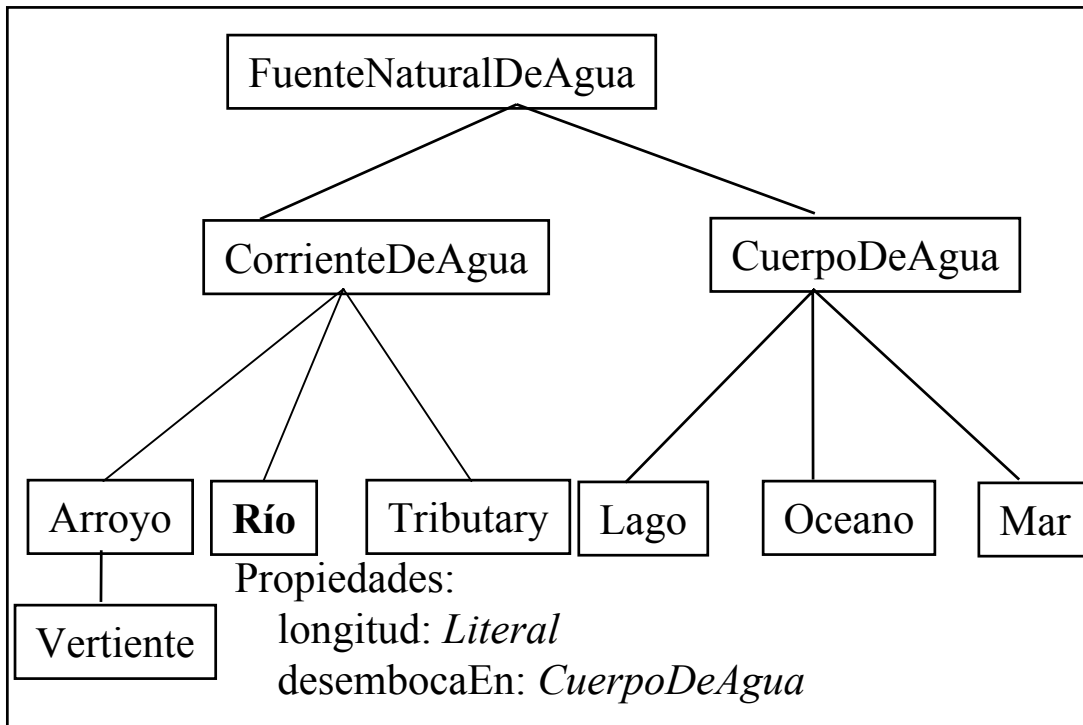 FuenteNaturalDeAgua
CorrienteDeAgua
CuerpoDeAgua
Arroyo
Río
Tributary
Lago
Oceano
Mar
Vertiente
Propiedades:
longitud: Literal
desembocaEn: CuerpoDeAgua